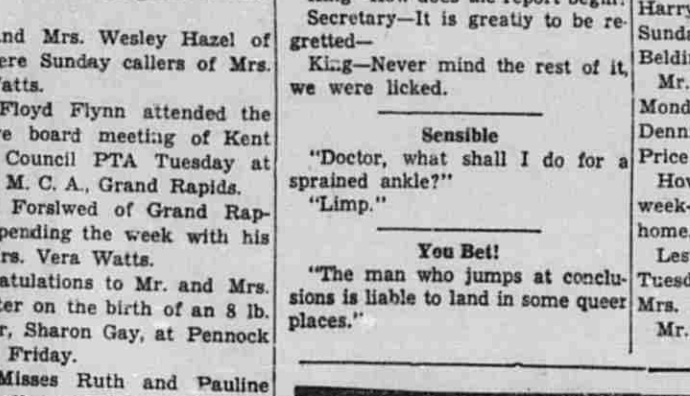 and Mrs. Wesley Hazel of
ere Sunday callers of Mrs.
atts.
Floyd Flynn attended the
e board meeting of Kent
Council PTA Tuesday at
M. C. A., Grand Rapids.
Forslwed of Grand Rap-
pending the week with his
rs. Vera Watts.
atulations to Mr. and Mrs.
ter on the birth of an 8 lb.
r, Sharon Gay, at Pennock
Friday.
Misses Ruth and Pauline
Secretary—It is greatly to be re-
gretted—
King—Never mind the rest of it,
we were licked.
Sensible
"Doctor, what shall I do for a
sprained ankle?"
"Limp."
You Bet!
"The man who jumps at conclu-
sions is liable to land in some queer
places."
Harry
Sunda
Beldin
Mr.
Mond
Denn
Price
How
week-
home.
Les
Tuesd
Mrs.
Mr.